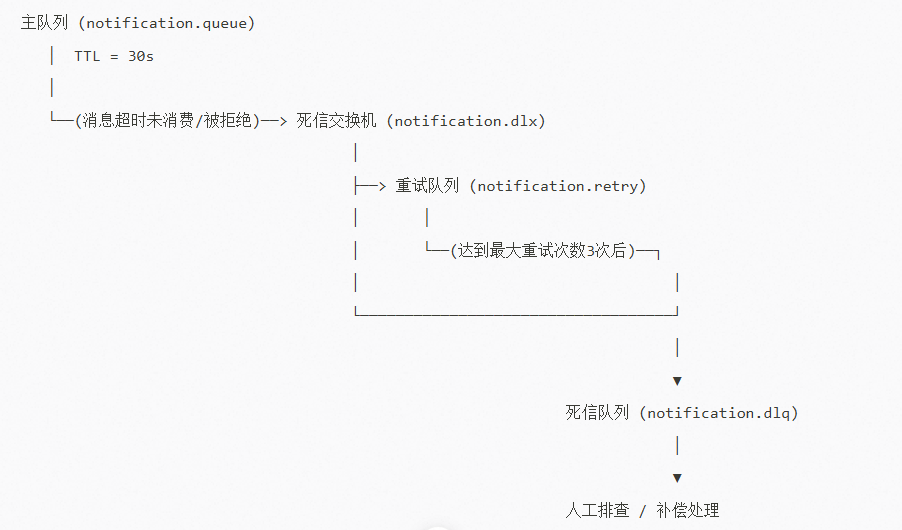 主队列 (notification.queue)
TTL = 30s
(消息超时未消费/被拒绝)——> 死信交换机 (notification.dlx)
——> 重试队列 (notification.retry)
(达到最大重试次数3次后)
死信队列 (notification.dlq)
人工排查 / 补偿处理